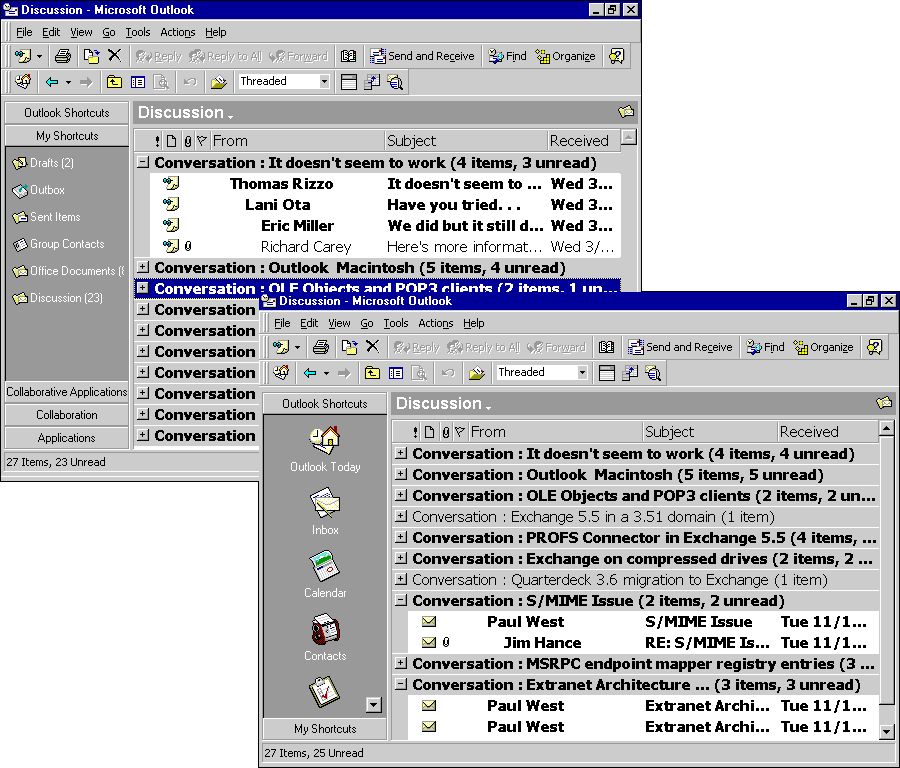 Discussion - Microsoft Outlook
File Edit View Go Tools Actions Help
Reply Reply to All Forward Send and Receive Find Organize
Threaded
Outlook Shortcuts
My Shortcuts
Drafts (2)
Outbox
Sent Items
Group Contacts
Office Documents (
Discussion (23)
Collaborative Applications
Collaboration
Applications
Discussion
! From Subject Received
Conversation : It doesn't seem to work (4 items, 3 unread)
Thomas Rizzo It doesn't seem to ... Wed 3...
Lani Ota Have you tried. . . Wed 3...
Eric Miller We did but it still d... Wed 3...
Richard Carey Here's more informat... Wed 3/...
Conversation : Outlook Macintosh (5 items, 4 unread)
Conversation : OLE Objects and POP3 clients (2 items, 1 un...
Conversation
Conversation
Conversation
Conversation
Conversation
Conversation
Conversation
27 Items, 23 Unread
Discussion - Microsoft Outlook
File Edit View Go Tools Actions Help
Reply Reply to All Forward Send and Receive Find Organize
Threaded
Outlook Shortcuts
Outlook Today
Inbox
Calendar
Contacts
My Shortcuts
Discussion
! From Subject Received
Conversation : It doesn't seem to work (4 items, 4 unread)
Conversation : Outlook Macintosh (5 items, 5 unread)
Conversation : OLE Objects and POP3 clients (2 items, 2 un...
Conversation : Exchange 5.5 in a 3.51 domain (1 item)
Conversation : PROFS Connector in Exchange 5.5 (4 items, ...
Conversation : Exchange on compressed drives (2 items, 2 ...
Conversation : Quarterdeck 3.6 migration to Exchange (1 item)
Conversation : S/MIME Issue (2 items, 2 unread)
Paul West S/MIME Issue Tue 11/1...
Jim Hance RE: S/MIME Is... Tue 11/1...
Conversation : MSRPC endpoint mapper registry entries (3 ...
Conversation : Extranet Architecture ... (3 items, 3 unread)
Paul West Extranet Archi... Tue 11/1...
Paul West Extranet Archi... Tue 11/1...
27 Items, 25 Unread